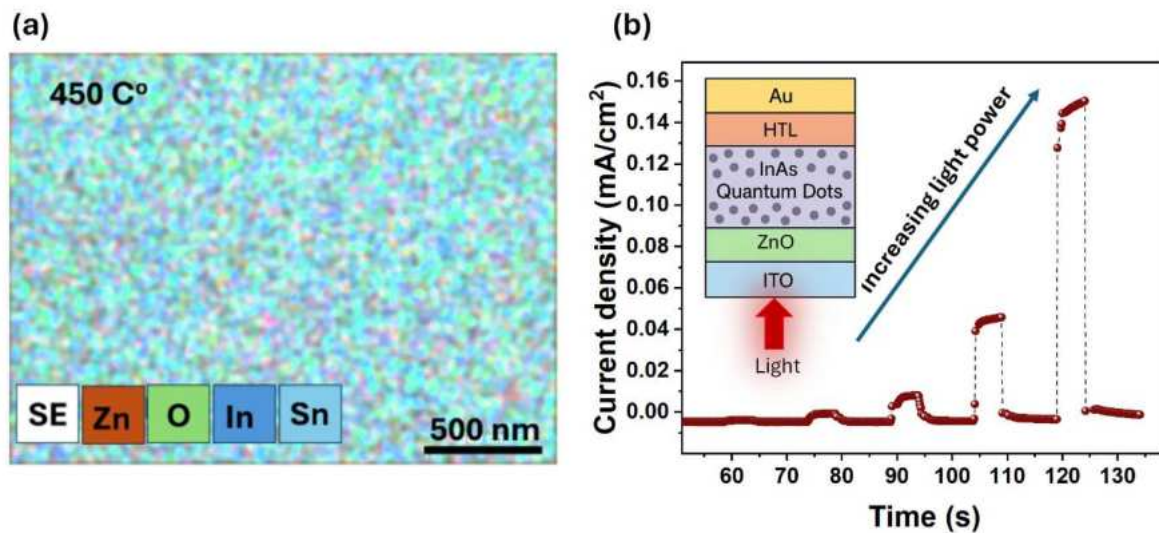 (a)
450 Cº
SE Zn O In Sn
500 nm
(b)
Current density (mA/cm²)
0.16
0.14
0.12
0.10
0.08
0.06
0.04
0.02
0.00
Au
HTL
InAs
Quantum Dots
ZnO
ITO
Light
Increasing light power
60 70 80 90 100 110 120 130
Time (s)